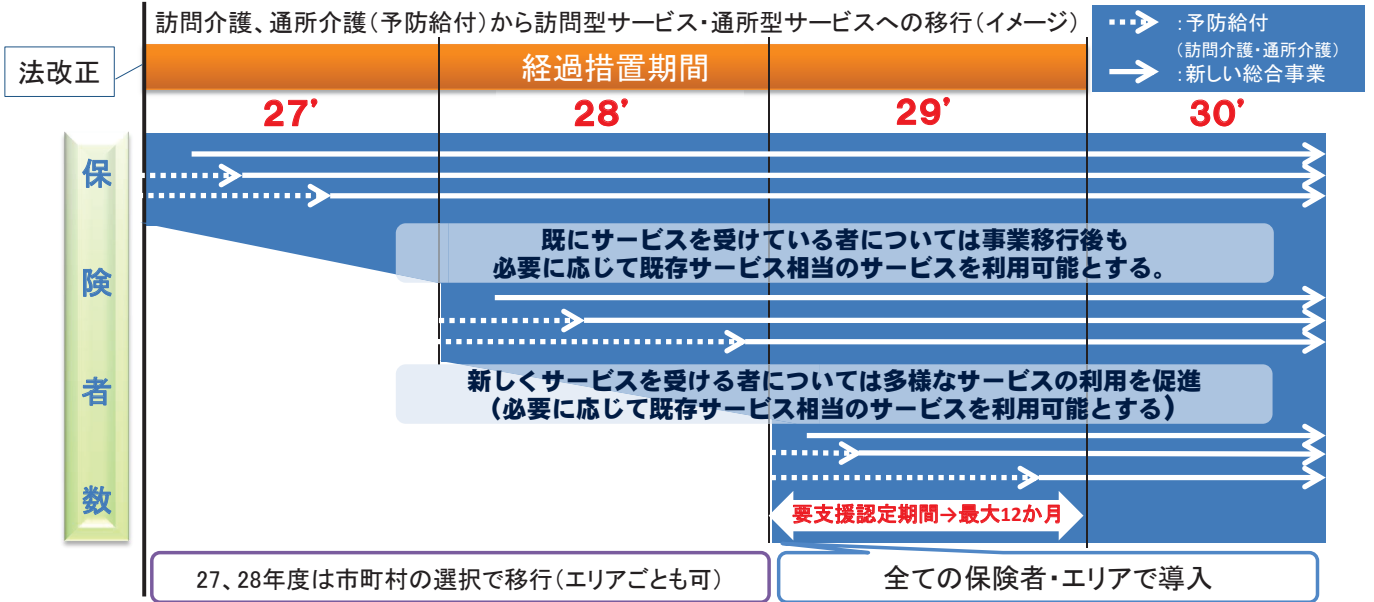 訪問介護、通所介護(予防給付)から訪問型サービス・通所型サービスへの移行(イメージ)
:予防給付
(訪問介護・通所介護)
:新しい総合事業
法改正
経過措置期間
27’
28’
29’
30’
保険者数
既にサービスを受けている者については事業移行後も
必要に応じて既存サービス相当のサービスを利用可能とする。
新しくサービスを受ける者については多様なサービスの利用を促進
(必要に応じて既存サービス相当のサービスを利用可能とする)
要支援認定期間→最大12か月
27、28年度は市町村の選択で移行(エリアごとも可)
全ての保険者・エリアで導入